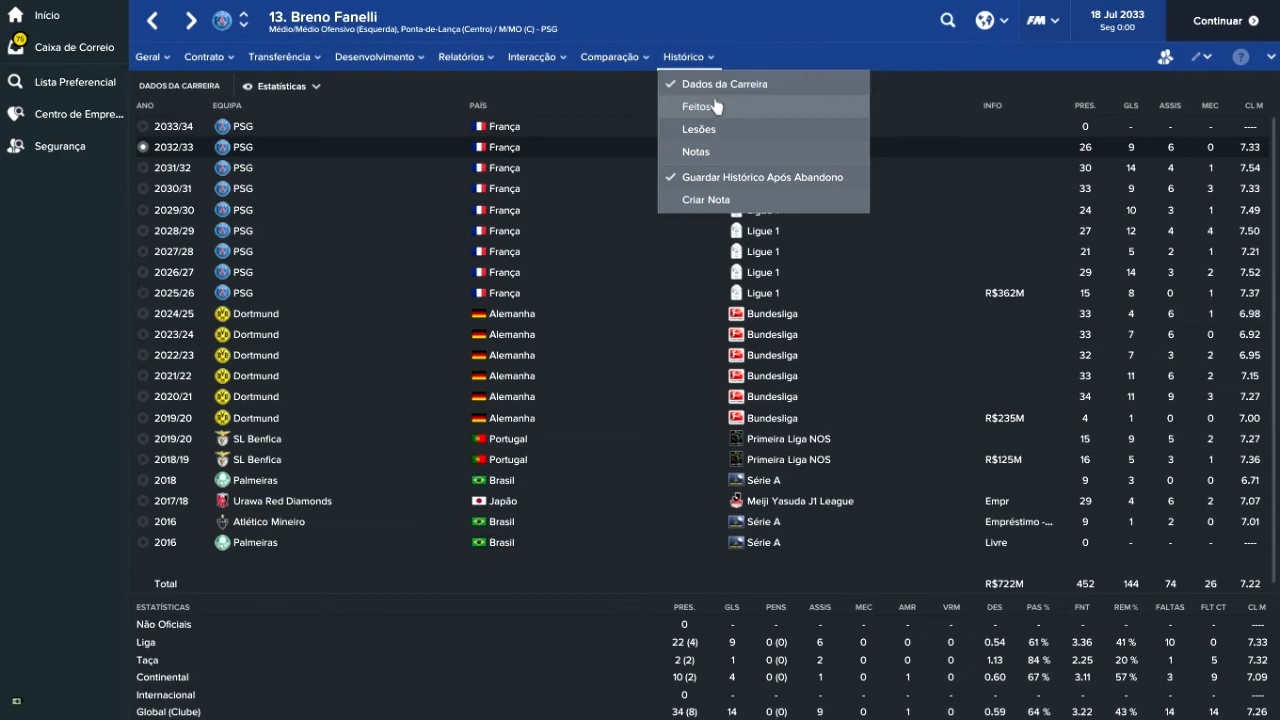 Início
75
Caixa de Correio
Lista Preferencial
Centro de Empre...
Segurança
13. Breno Fanelli
Médio/Médio Ofensivo (Esquerda), Ponta-de-Lança (Centro) / M/MO (C) - PSG
FM
18 Jul 2033
Seg 0:00
Continuar
Geral Contrato Transferência Desenvolvimento Relatórios Interacção Comparação Histórico
DADOS DA CARREIRA Estatísticas
Dados da Carreira
Feitos
Lesões
Notas
Guardar Histórico Após Abandono
Criar Nota
ANO EQUIPA PAÍS INFO PRES. GLS ASSIS MEC CL M
2033/34 PSG França 0 - - - ----
2032/33 PSG França 26 9 6 0 7.33
2031/32 PSG França 30 14 4 1 7.54
2030/31 PSG França 33 9 6 3 7.33
2029/30 PSG França Ligue 1 24 10 3 1 7.49
2028/29 PSG França Ligue 1 27 12 4 4 7.50
2027/28 PSG França Ligue 1 21 5 2 1 7.21
2026/27 PSG França Ligue 1 29 14 3 2 7.52
2025/26 PSG França Ligue 1 R$362M 15 8 0 1 7.37
2024/25 Dortmund Alemanha Bundesliga 33 4 6 1 6.98
2023/24 Dortmund Alemanha Bundesliga 33 7 6 0 6.92
2022/23 Dortmund Alemanha Bundesliga 32 7 3 2 6.95
2021/22 Dortmund Alemanha Bundesliga 33 11 6 2 7.15
2020/21 Dortmund Alemanha Bundesliga 34 11 9 3 7.27
2019/20 Dortmund Alemanha Bundesliga R$235M 4 1 0 0 7.00
2019/20 SL Benfica Portugal Primeira Liga NOS 15 9 5 2 7.27
2018/19 SL Benfica Portugal Primeira Liga NOS R$125M 16 5 3 1 7.36
2018 Palmeiras Brasil Série A 9 3 0 0 6.71
2017/18 Urawa Red Diamonds Japão Meiji Yasuda J1 League Empr 29 4 6 2 7.07
2016 Atlético Mineiro Brasil Série A Empréstimo -... 9 1 2 0 7.01
2016 Palmeiras Brasil Série A Livre 0 - - - ----
Total R$722M 452 144 74 26 7.22
ESTATÍSTICAS PRES. GLS PENS ASSIS MEC AMR VRM DES PAS % FNT REM % FALTAS FLT CT CL M
Não Oficiais 0 - - - - - - - - - - - - ----
Liga 22 (4) 9 0 (0) 6 0 0 0 0.54 61 % 3.36 41 % 10 0 7.33
Taça 2 (2) 1 0 (0) 2 0 0 0 1.13 84 % 2.25 20 % 1 5 7.32
Continental 10 (2) 4 0 (0) 1 0 1 0 0.60 67 % 3.11 57 % 3 9 7.09
Internacional 0 - - - - - - - - - - - - ----
Global (Clube) 34 (8) 14 0 (0) 9 0 1 0 0.59 64 % 3.22 43 % 14 14 7.26